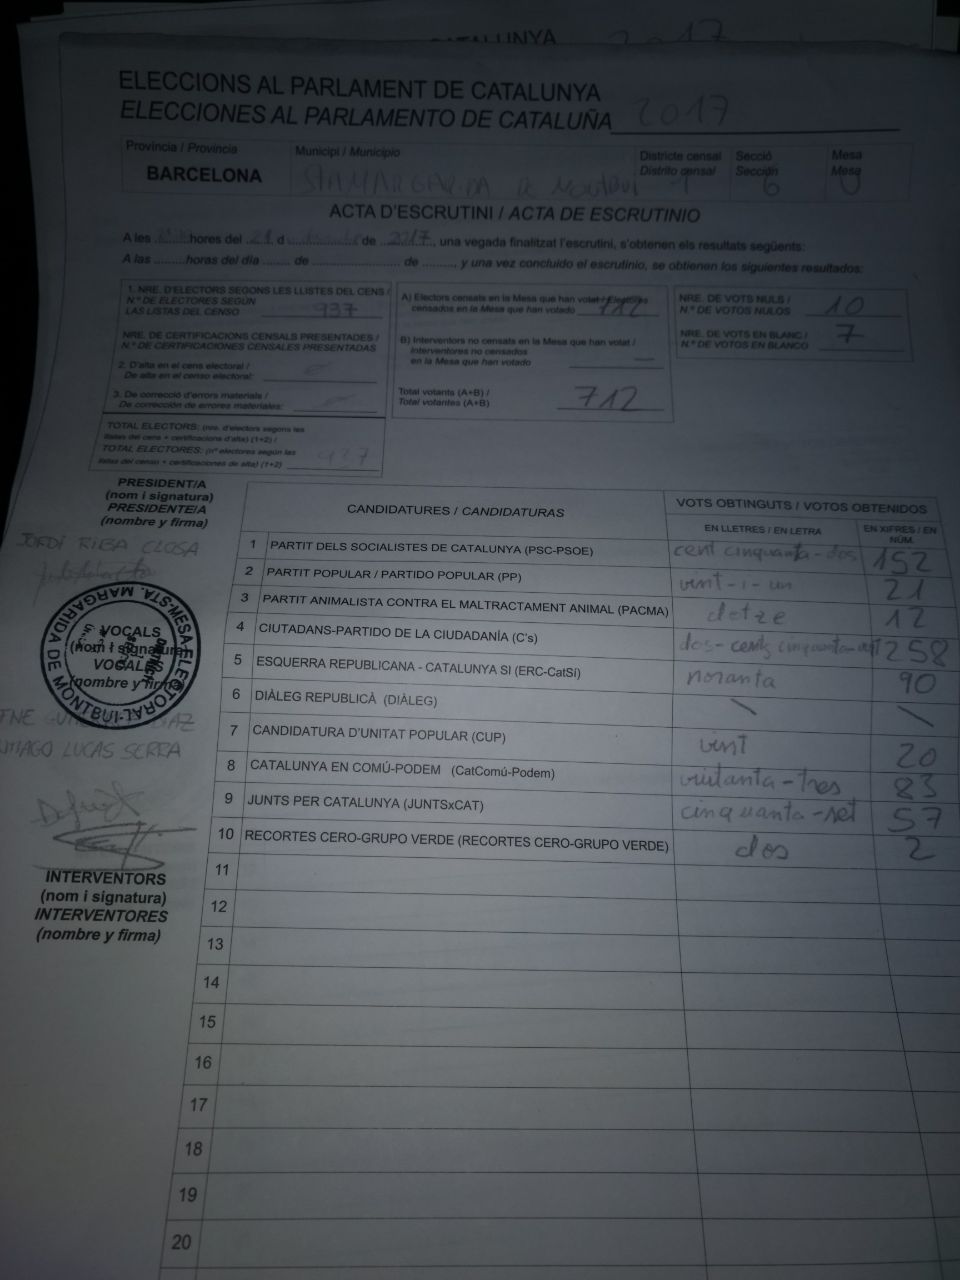 CATALUNYA 2017
ELECCIONS AL PARLAMENT DE CATALUNYA
ELECCIONES AL PARLAMENTO DE CATALUÑA 2017
Província / Provincia
BARCELONA
Municipi / Municipio
STA MARGARIDA DE MONTBUI
Districte censal
Distrito censal
1
Secció
Sección
6
Mesa
Mesa
U
ACTA D'ESCRUTINI / ACTA DE ESCRUTINIO
A les hores del 21 d de 2017, una vegada finalitzat l'escrutini, s'obtenen els resultats següents:
A las ......... horas del día ........ de ........................ de ........., y una vez concluido el escrutinio, se obtienen los siguientes resultados:
1. NRE. D'ELECTORS SEGONS LES LLISTES DEL CENS /
N.º DE ELECTORES SEGÚN
LAS LISTAS DEL CENSO 937
NRE. DE CERTIFICACIONS CENSALS PRESENTADES /
N.º DE CERTIFICACIONES CENSALES PRESENTADAS
2. D'alta en el cens electoral /
De alta en el censo electoral:
3. De correcció d'errors materials /
De corrección de errores materiales:
TOTAL ELECTORS: (nre. d'electors segons les
llistes del cens + certificacions d'alta) (1+2) /
TOTAL ELECTORES: (nº electores según las
listas del censo + certificaciones de alta) (1+2) 937
A) Electors censats en la Mesa que han votat / Electores
censados en la Mesa que han votado 712
B) Interventors no censats en la Mesa que han votat /
Interventores no censados
en la Mesa que han votado —
Total votants (A+B) /
Total votantes (A+B) 712
NRE. DE VOTS NULS /
N.º DE VOTOS NULOS 10
NRE. DE VOTS EN BLANC /
N.º DE VOTOS EN BLANCO 7
PRESIDENT/A
(nom i signatura)
PRESIDENTE/A
(nombre y firma)
JORDI RIBA CLOSA
MESA ELECTORAL STA. MARGARIDA DE MONTBUI
VOCALS
(nom i signatura)
VOCALES
(nombre y firma)
TIAGO LUCAS SERRA
INTERVENTORS
(nom i signatura)
INTERVENTORES
(nombre y firma)
CANDIDATURES / CANDIDATURAS
VOTS OBTINGUTS / VOTOS OBTENIDOS
EN LLETRES / EN LETRA
EN XIFRES / EN NÚM.
1 PARTIT DELS SOCIALISTES DE CATALUNYA (PSC-PSOE) cent cinquanta-dos 152
2 PARTIT POPULAR / PARTIDO POPULAR (PP) vint-i-un 21
3 PARTIT ANIMALISTA CONTRA EL MALTRACTAMENT ANIMAL (PACMA) dotze 12
4 CIUTADANS-PARTIDO DE LA CIUDADANÍA (C's) dos-cents cinquanta-vuit 258
5 ESQUERRA REPUBLICANA - CATALUNYA SI (ERC-CatSí) noranta 90
6 DIÀLEG REPUBLICÀ (DIÀLEG) \ \
7 CANDIDATURA D'UNITAT POPULAR (CUP) vint 20
8 CATALUNYA EN COMÚ-PODEM (CatComú-Podem) vuitanta-tres 83
9 JUNTS PER CATALUNYA (JUNTSxCAT) cinquanta-set 57
10 RECORTES CERO-GRUPO VERDE (RECORTES CERO-GRUPO VERDE) dos 2
11
12
13
14
15
16
17
18
19
20